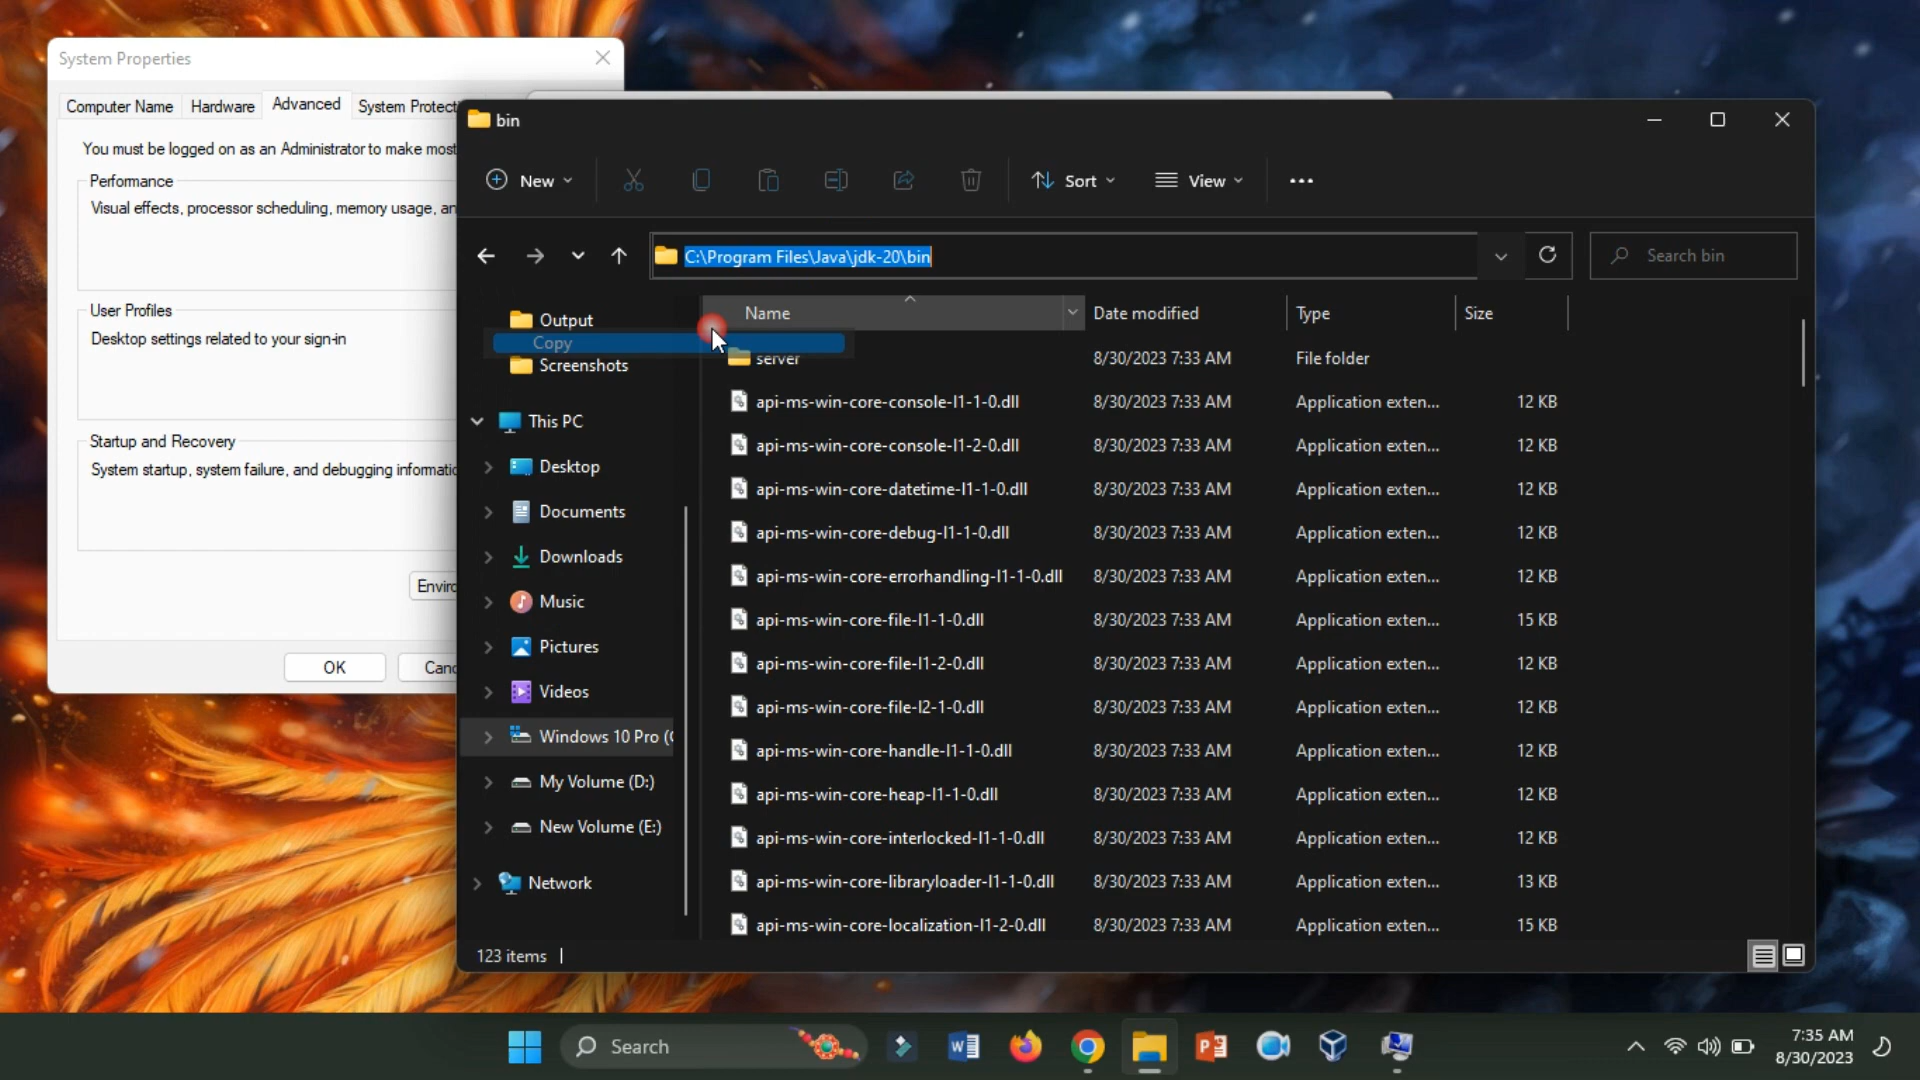 System Properties
Computer Name
Hardware
Advanced
System Protect
You must be logged on as an Administrator to make most
Performance
Visual effects, processor scheduling, memory usage,
User Profiles
Desktop settings related to your sign-in
Startup and Recovery
System startup, system failure, and debugging
OK
bin
New
Sort
View
C:\Program Files\Java\jdk-20\bin
Search bin
Output
Copy
Screenshots
This PC
Desktop
Documents
Downloads
Music
Pictures
Videos
Windows 10 Pro (
My Volume (D:)
New Volume (E:)
Network
Name Date modified Type Size
server 8/30/2023 7:33 AM File folder
api-ms-win-core-console-l1-1-0.dll 8/30/2023 7:33 AM Application exten... 12 KB
api-ms-win-core-console-l1-2-0.dll 8/30/2023 7:33 AM Application exten... 12 KB
api-ms-win-core-datetime-l1-1-0.dll 8/30/2023 7:33 AM Application exten... 12 KB
api-ms-win-core-debug-l1-1-0.dll 8/30/2023 7:33 AM Application exten... 12 KB
api-ms-win-core-errorhandling-l1-1-0.dll 8/30/2023 7:33 AM Application exten... 12 KB
api-ms-win-core-file-l1-1-0.dll 8/30/2023 7:33 AM Application exten... 15 KB
api-ms-win-core-file-l1-2-0.dll 8/30/2023 7:33 AM Application exten... 12 KB
api-ms-win-core-file-l2-1-0.dll 8/30/2023 7:33 AM Application exten... 12 KB
api-ms-win-core-handle-l1-1-0.dll 8/30/2023 7:33 AM Application exten... 12 KB
api-ms-win-core-heap-l1-1-0.dll 8/30/2023 7:33 AM Application exten... 12 KB
api-ms-win-core-interlocked-l1-1-0.dll 8/30/2023 7:33 AM Application exten... 12 KB
api-ms-win-core-libraryloader-l1-1-0.dll 8/30/2023 7:33 AM Application exten... 13 KB
api-ms-win-core-localization-l1-2-0.dll 8/30/2023 7:33 AM Application exten... 15 KB
123 items
Search
7:35 AM
8/30/2023